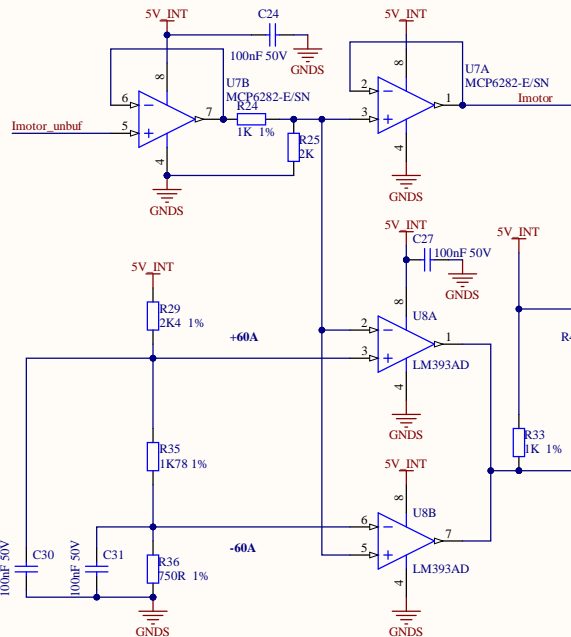 5V_INT
C24
100nF 50V
GNDS
8
U7B
MCP6282-E/SN
6
7
R24
Imotor_unbuf
5
1K 1%
R25
2K
4
GNDS
5V_INT
8
U7A
MCP6282-E/SN
2
1
Imotor
3
4
GNDS
5V_INT
C27
100nF 50V
GNDS
5V_INT
5V_INT
R29
2K4 1%
8
U8A
+60A
2
1
R4
3
LM393AD
4
GNDS
R35
1K78 1%
R33
1K 1%
5V_INT
8
U8B
6
7
-60A
5
LM393AD
4
GNDS
C30
100nF 50V
C31
100nF 50V
R36
750R 1%
GNDS